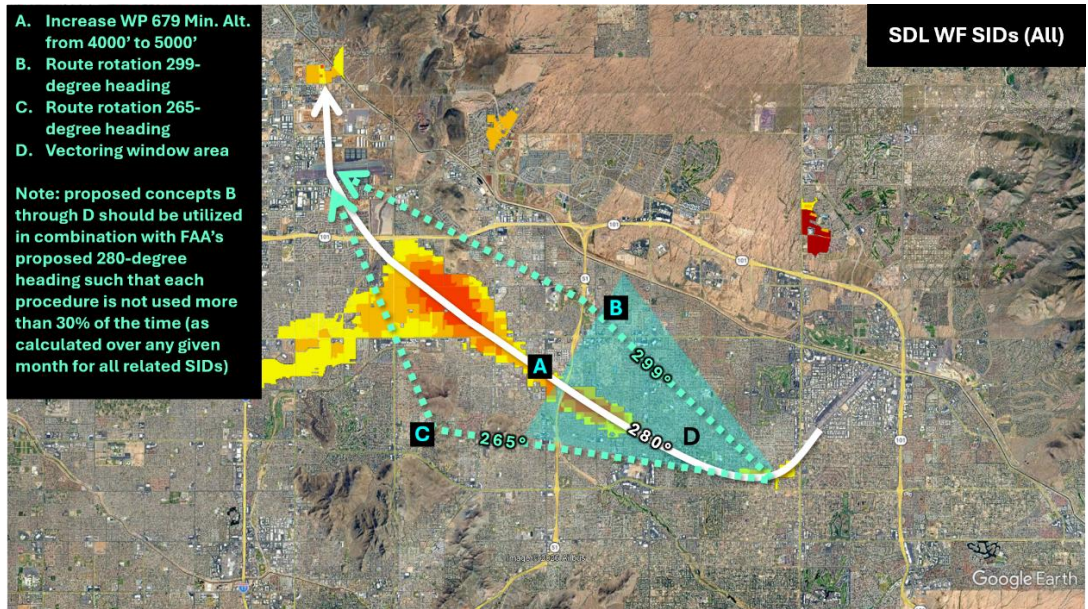 A. Increase WP 679 Min. Alt.
from 4000’ to 5000’
B. Route rotation 299-
degree heading
C. Route rotation 265-
degree heading
D. Vectoring window area
Note: proposed concepts B
through D should be utilized
in combination with FAA’s
proposed 280-degree
heading such that each
procedure is not used more
than 30% of the time (as
calculated over any given
month for all related SIDs)
SDL WF SIDs (All)
101
101
101
51
B
299°
A
C
265°
280°
D
101
51
Google Earth